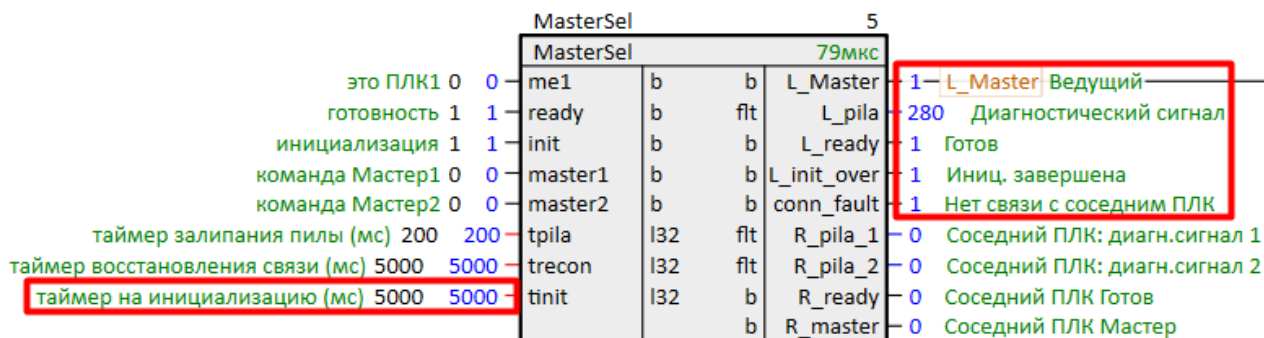 MasterSel 5
MasterSel 79мкс
это ПЛК1 0 0 me1 b b L_Master 1 L_Master Ведущий
готовность 1 1 ready b flt L_pila 280 Диагностический сигнал
инициализация 1 1 init b b L_ready 1 Готов
команда Мастер1 0 0 master1 b b L_init_over 1 Иниц. завершена
команда Мастер2 0 0 master2 b b conn_fault 1 Нет связи с соседним ПЛК
таймер залипания пилы (мс) 200 200 tpila I32 flt R_pila_1 0 Соседний ПЛК: диагн.сигнал 1
таймер восстановления связи (мс) 5000 5000 trecon I32 flt R_pila_2 0 Соседний ПЛК: диагн.сигнал 2
таймер на инициализацию (мс) 5000 5000 tinit I32 b R_ready 0 Соседний ПЛК Готов
b R_master 0 Соседний ПЛК Мастер